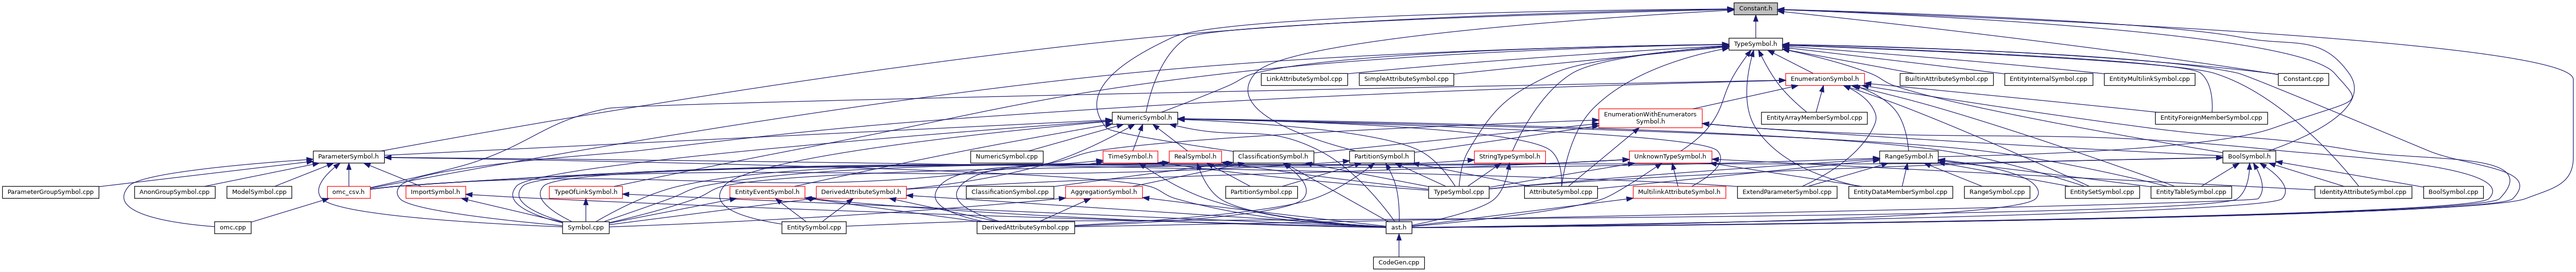 Constant.h
TypeSymbol.h
LinkAttributeSymbol.cpp
SimpleAttributeSymbol.cpp
EnumerationSymbol.h
BuiltinAttributeSymbol.cpp
EntityInternalSymbol.cpp
EntityMultilinkSymbol.cpp
Constant.cpp
NumericSymbol.h
EnumerationWithEnumerators
Symbol.h
EntityArrayMemberSymbol.cpp
EntityForeignMemberSymbol.cpp
ParameterSymbol.h
NumericSymbol.cpp
TimeSymbol.h
RealSymbol.h
ClassificationSymbol.h
PartitionSymbol.h
StringTypeSymbol.h
UnknownTypeSymbol.h
RangeSymbol.h
BoolSymbol.h
ParameterGroupSymbol.cpp
AnonGroupSymbol.cpp
ModelSymbol.cpp
omc_csv.h
ImportSymbol.h
TypeOfLinkSymbol.h
EntityEventSymbol.h
DerivedAttributeSymbol.h
ClassificationSymbol.cpp
AggregationSymbol.h
PartitionSymbol.cpp
TypeSymbol.cpp
AttributeSymbol.cpp
MultilinkAttributeSymbol.h
ExtendParameterSymbol.cpp
EntityDataMemberSymbol.cpp
RangeSymbol.cpp
EntitySetSymbol.cpp
EntityTableSymbol.cpp
IdentityAttributeSymbol.cpp
BoolSymbol.cpp
omc.cpp
Symbol.cpp
EntitySymbol.cpp
DerivedAttributeSymbol.cpp
ast.h
CodeGen.cpp